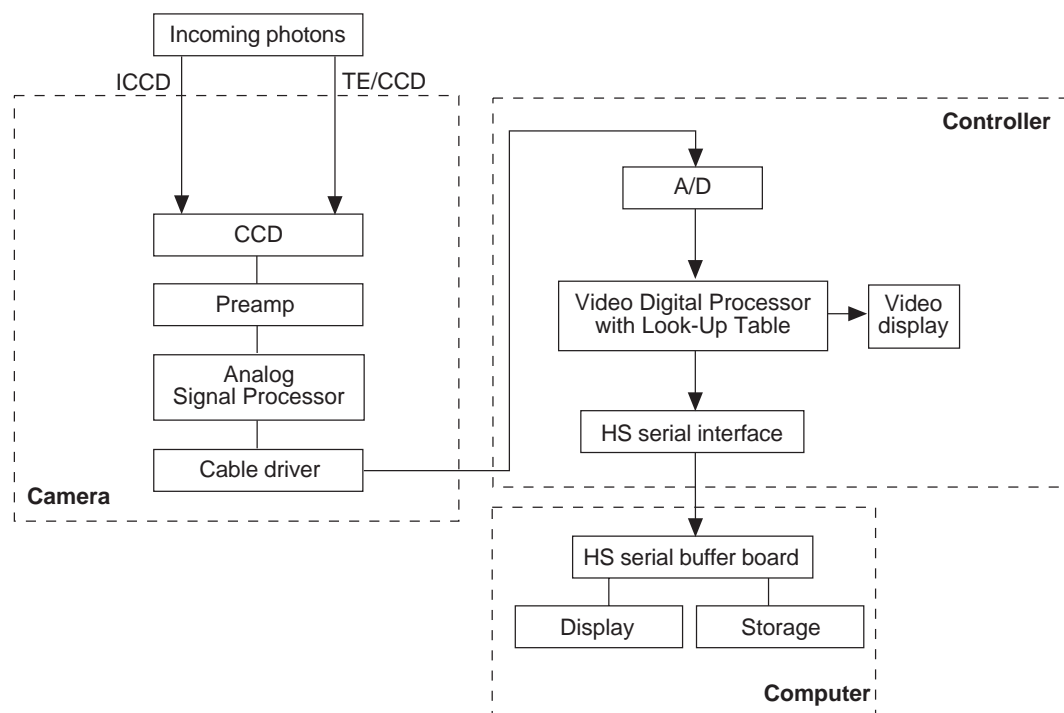 Incoming photons
ICCD
TE/CCD
Controller
A/D
CCD
Preamp
Video Digital Processor
with Look-Up Table
Video
display
Analog
Signal Processor
HS serial interface
Cable driver
Camera
HS serial buffer board
Display
Storage
Computer